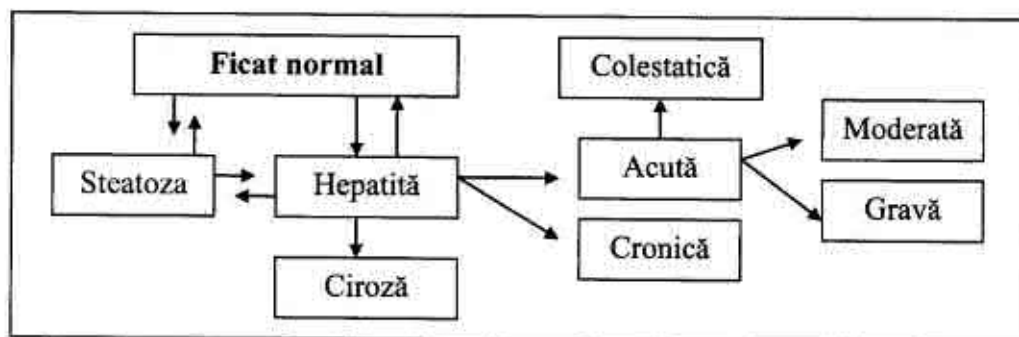 Ficat normal
Colestatică
Steatoza
Hepatită
Acută
Moderată
Gravă
Cronică
Ciroză